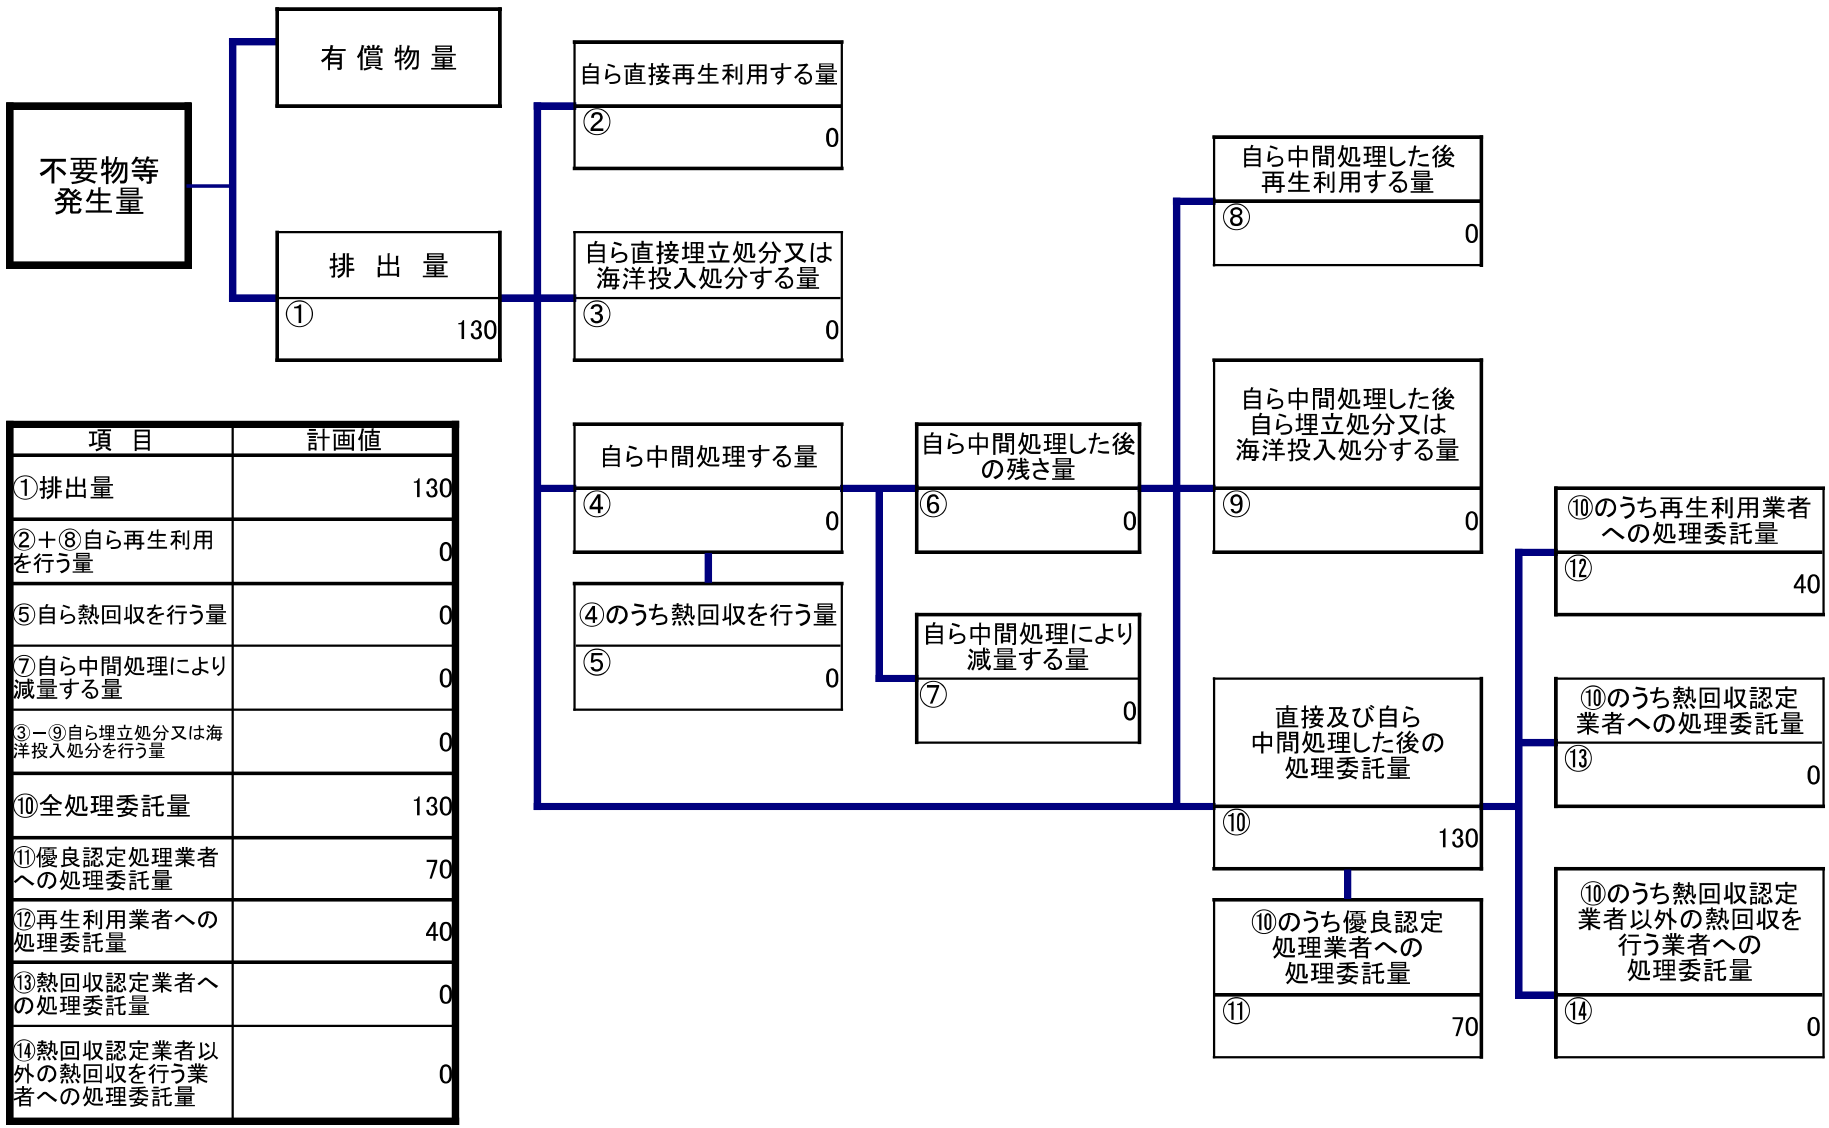 有償物量
不要物等
発生量
排出量
①
130
自ら直接再生利用する量
②
0
自ら直接埋立処分又は
海洋投入処分する量
③
0
自ら中間処理する量
④
0
④のうち熱回収を行う量
⑤
0
自ら中間処理した後
の残さ量
⑥
0
自ら中間処理により
減量する量
⑦
0
自ら中間処理した後
再生利用する量
⑧
0
自ら中間処理した後
自ら埋立処分又は
海洋投入処分する量
⑨
0
直接及び自ら
中間処理した後の
処理委託量
⑩
130
⑩のうち優良認定
処理業者への
処理委託量
⑪
70
⑩のうち再生利用業者
への処理委託量
⑫
40
⑩のうち熱回収認定
業者への処理委託量
⑬
0
⑩のうち熱回収認定
業者以外の熱回収を
行う業者への
処理委託量
⑭
0
項目 計画値
①排出量 130
②+⑧自ら再生利用
を行う量 0
⑤自ら熱回収を行う量 0
⑦自ら中間処理により
減量する量 0
③-⑨自ら埋立処分又は海
洋投入処分を行う量 0
⑩全処理委託量 130
⑪優良認定処理業者
への処理委託量 70
⑫再生利用業者への
処理委託量 40
⑬熱回収認定業者へ
の処理委託量 0
⑭熱回収認定業者以
外の熱回収を行う業
者への処理委託量 0